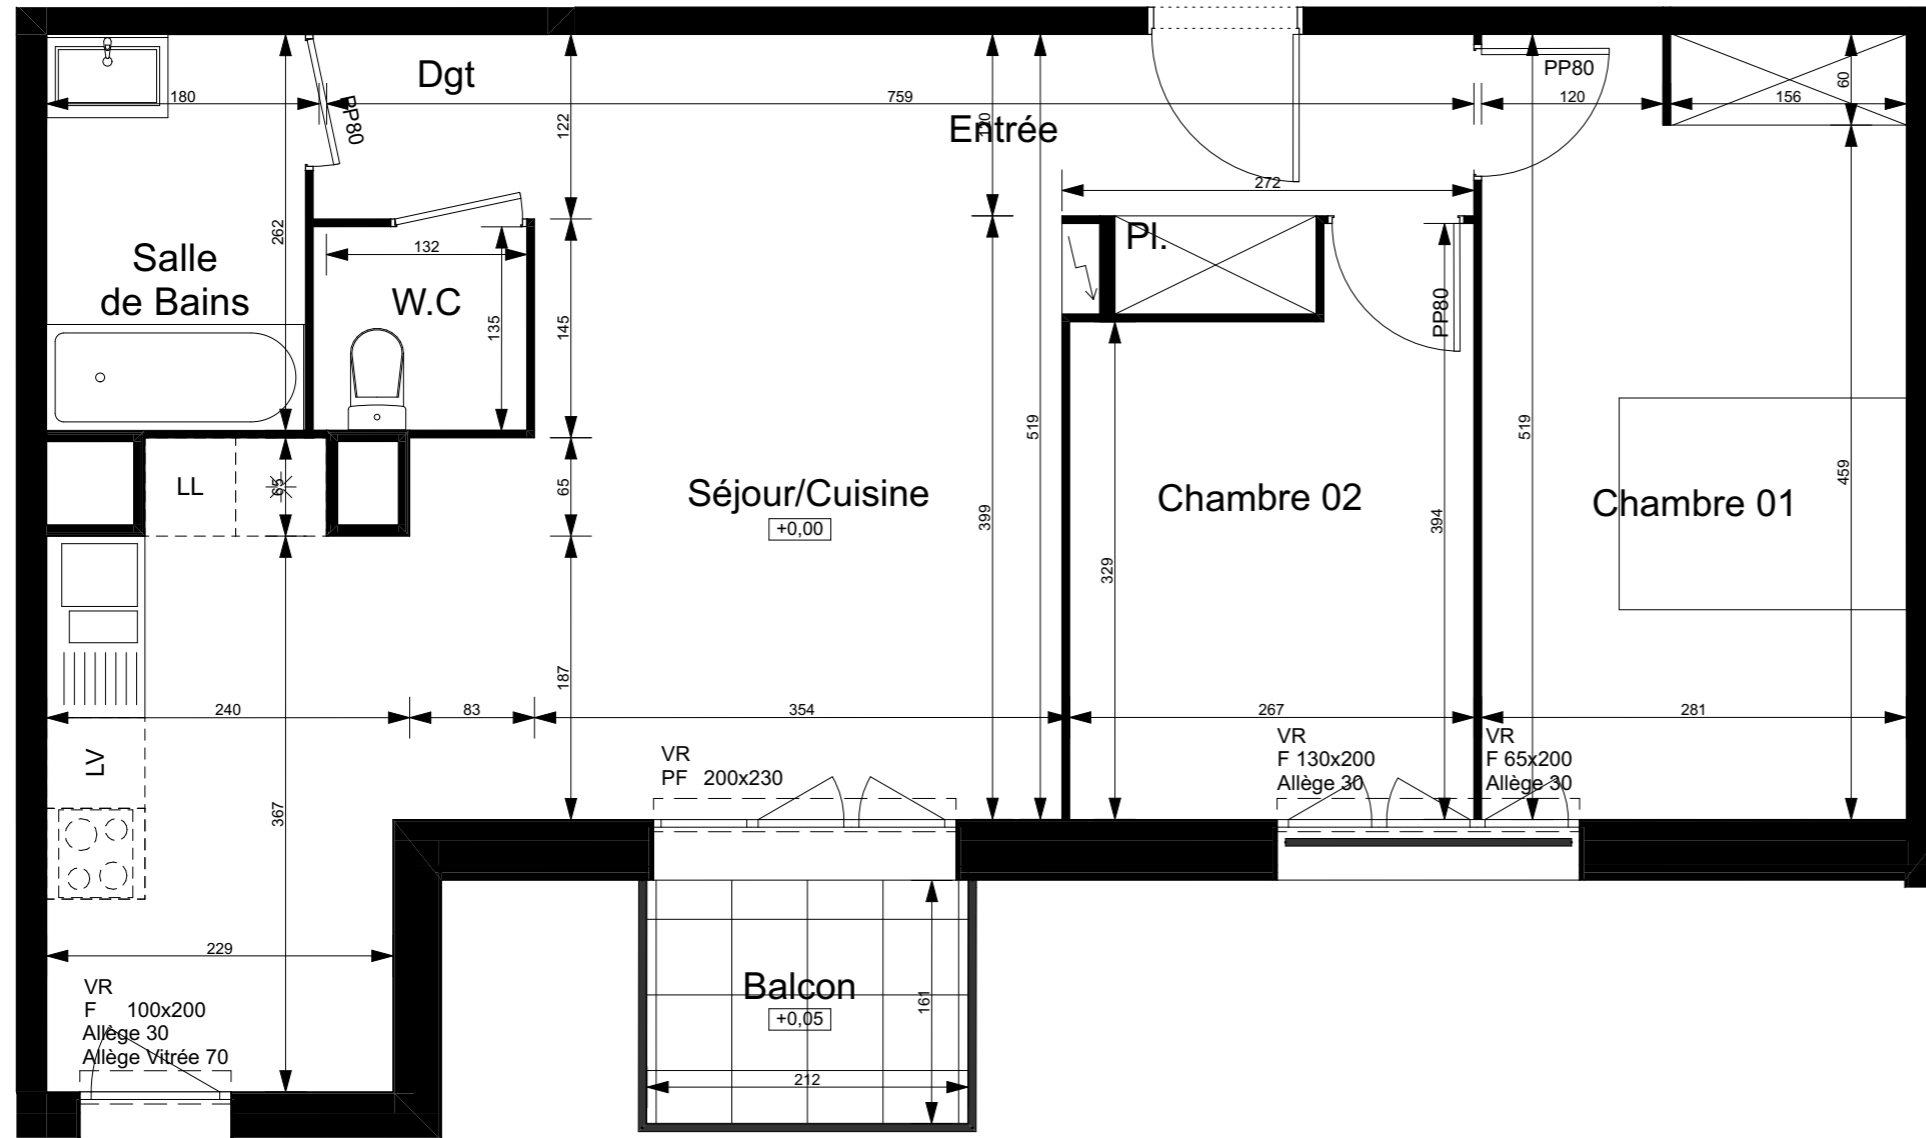 Dgt
PP80
60
180
759
120
156
PP80
122
120
Entrée
272
262
132
Pl.
Salle
de Bains
W.C
135
145
PP80
519
519
LL
65
65
Séjour/Cuisine
+0,00
399
Chambre 02
394
Chambre 01
459
329
187
240
83
354
267
281
VR
PF 200x230
VR
F 130x200
Allège 30
VR
F 65x200
Allège 30
LV
367
229
VR
F 100x200
Allège 30
Allège Vitrée 70
Balcon
+0,05
161
212